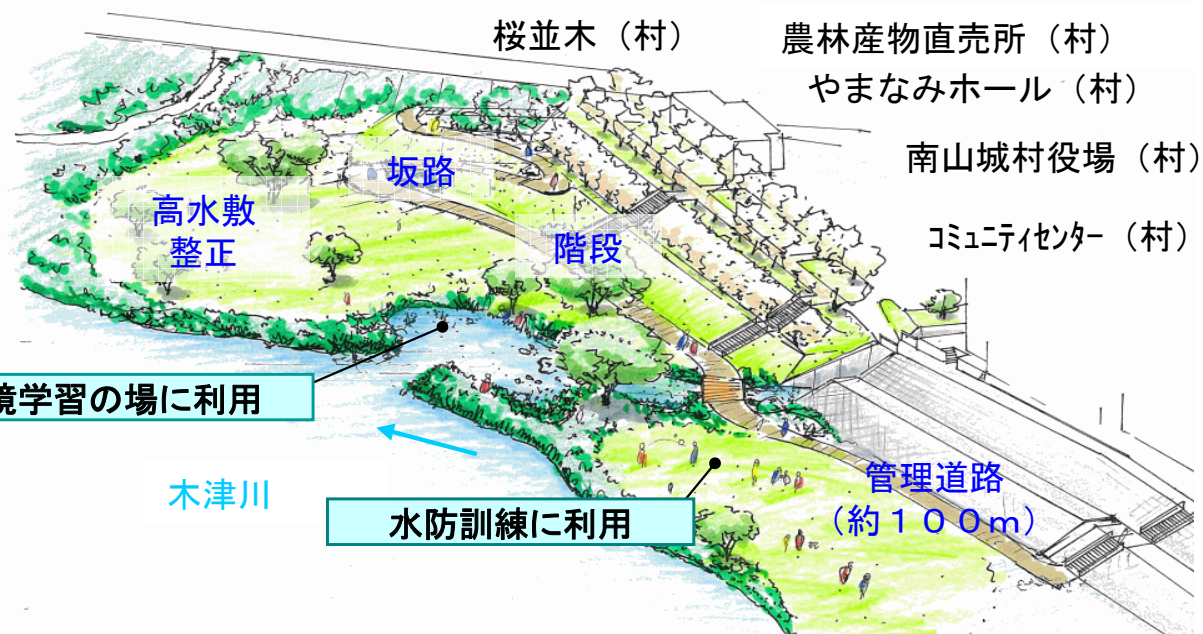 桜並木（村）
農林産物直売所（村）
やまなみホール（村）
南山城村役場（村）
ｺﾐｭﾆﾃｨｾﾝﾀｰ（村）
坂路
高水敷
整正
階段
境学習の場に利用
木津川
水防訓練に利用
管理道路
（約１００ｍ）